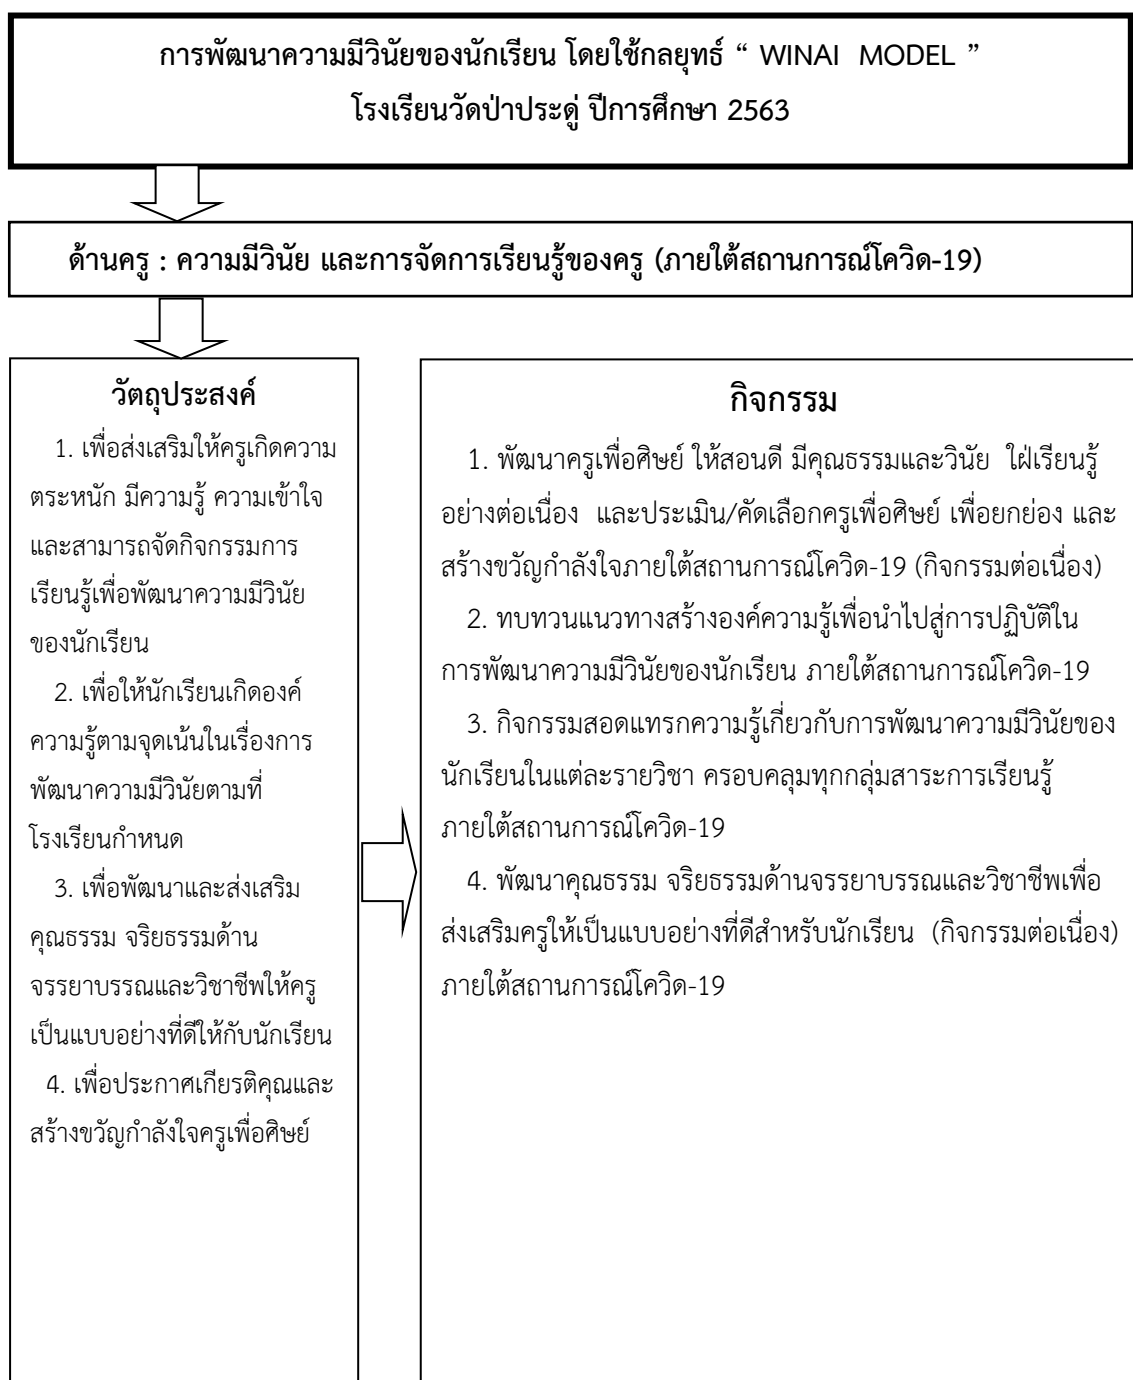 การพัฒนาความมีวินัยของนักเรียน โดยใช้กลยุทธ์ “ WINAI MODEL ”
โรงเรียนวัดป่าประดู่ ปีการศึกษา 2563
ด้านครู : ความมีวินัย และการจัดการเรียนรู้ของครู (ภายใต้สถานการณ์โควิด-19)
วัตถุประสงค์
1. เพื่อส่งเสริมให้ครูเกิดความ
ตระหนัก มีความรู้ ความเข้าใจ
และสามารถจัดกิจกรรมการ
เรียนรู้เพื่อพัฒนาความมีวินัย
ของนักเรียน
2. เพื่อให้นักเรียนเกิดองค์
ความรู้ตามจุดเน้นในเรื่องการ
พัฒนาความมีวินัยตามที่
โรงเรียนกำหนด
3. เพื่อพัฒนาและส่งเสริม
คุณธรรม จริยธรรมด้าน
จรรยาบรรณและวิชาชีพให้ครู
เป็นแบบอย่างที่ดีให้กับนักเรียน
4. เพื่อประกาศเกียรติคุณและ
สร้างขวัญกำลังใจครูเพื่อศิษย์
กิจกรรม
1. พัฒนาครูเพื่อศิษย์ ให้สอนดี มีคุณธรรมและวินัย ใฝ่เรียนรู้
อย่างต่อเนื่อง และประเมิน/คัดเลือกครูเพื่อศิษย์ เพื่อยกย่อง และ
สร้างขวัญกำลังใจภายใต้สถานการณ์โควิด-19 (กิจกรรมต่อเนื่อง)
2. ทบทวนแนวทางสร้างองค์ความรู้เพื่อนำไปสู่การปฏิบัติใน
การพัฒนาความมีวินัยของนักเรียน ภายใต้สถานการณ์โควิด-19
3. กิจกรรมสอดแทรกความรู้เกี่ยวกับการพัฒนาความมีวินัยของ
นักเรียนในแต่ละรายวิชา ครอบคลุมทุกกลุ่มสาระการเรียนรู้
ภายใต้สถานการณ์โควิด-19
4. พัฒนาคุณธรรม จริยธรรมด้านจรรยาบรรณและวิชาชีพเพื่อ
ส่งเสริมครูให้เป็นแบบอย่างที่ดีสำหรับนักเรียน (กิจกรรมต่อเนื่อง)
ภายใต้สถานการณ์โควิด-19